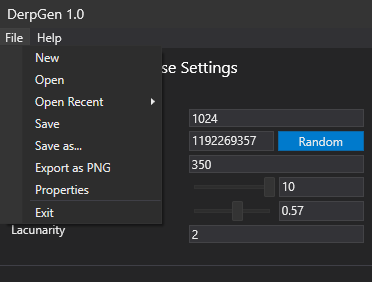 DerpGen 1.0
File Help
New
se Settings
Open
Open Recent
1024
Save
1192269357 Random
Save as...
350
Export as PNG
10
Properties
0.57
Exit
Lacunarity 2